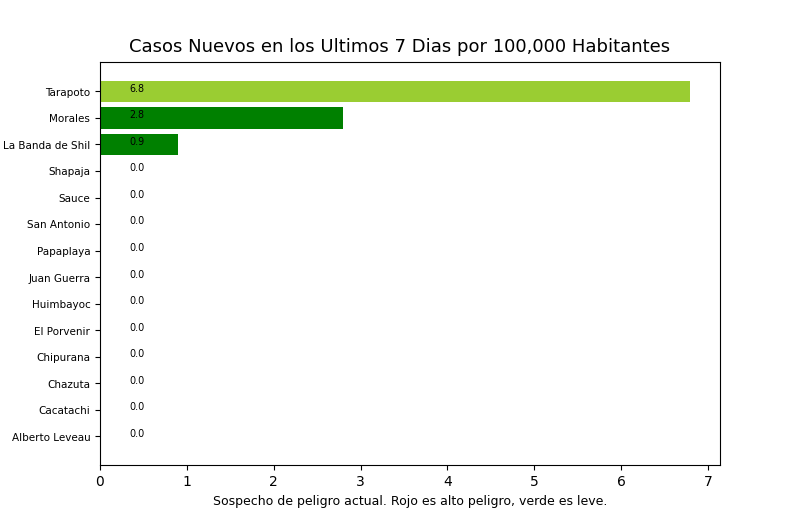 Casos Nuevos en los Ultimos 7 Dias por 100,000 Habitantes
Tarapoto 6.8
Morales 2.8
La Banda de Shil 0.9
Shapaja 0.0
Sauce 0.0
San Antonio 0.0
Papaplaya 0.0
Juan Guerra 0.0
Huimbayoc 0.0
El Porvenir 0.0
Chipurana 0.0
Chazuta 0.0
Cacatachi 0.0
Alberto Leveau 0.0
0 1 2 3 4 5 6 7
Sospecho de peligro actual. Rojo es alto peligro, verde es leve.